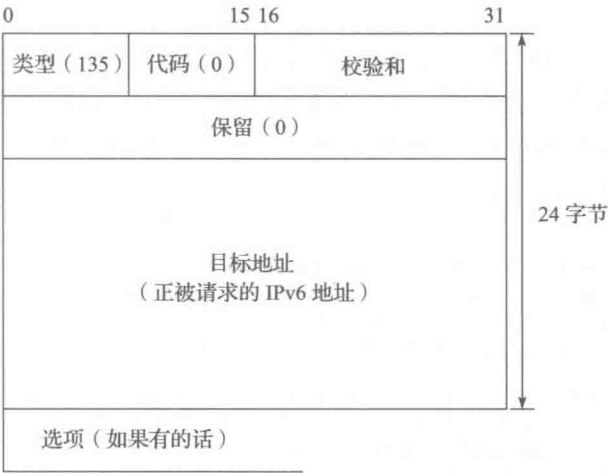 0 15 16 31
类型（135） 代码（0） 校验和
保留（0）
24 字节
目标地址
（正被请求的 IPv6 地址）
选项（如果有的话）